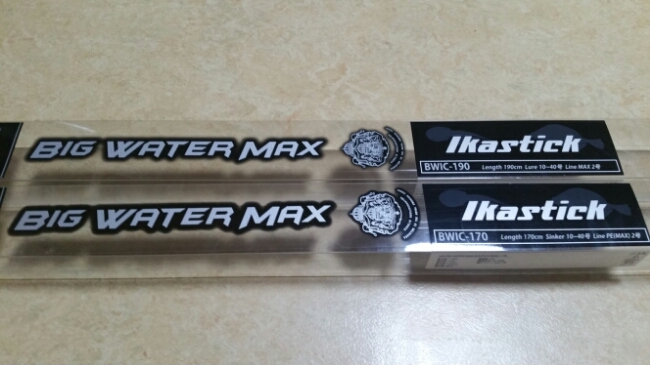 BIG WATER MAX
Ikastick
BWIC-190 Length 190cm Lure 10~40号 Line MAX 2号
BIG WATER MAX
Ikastick
BWIC-170 Length 170cm Sinker 10~40号 Line PE(MAX) 2号